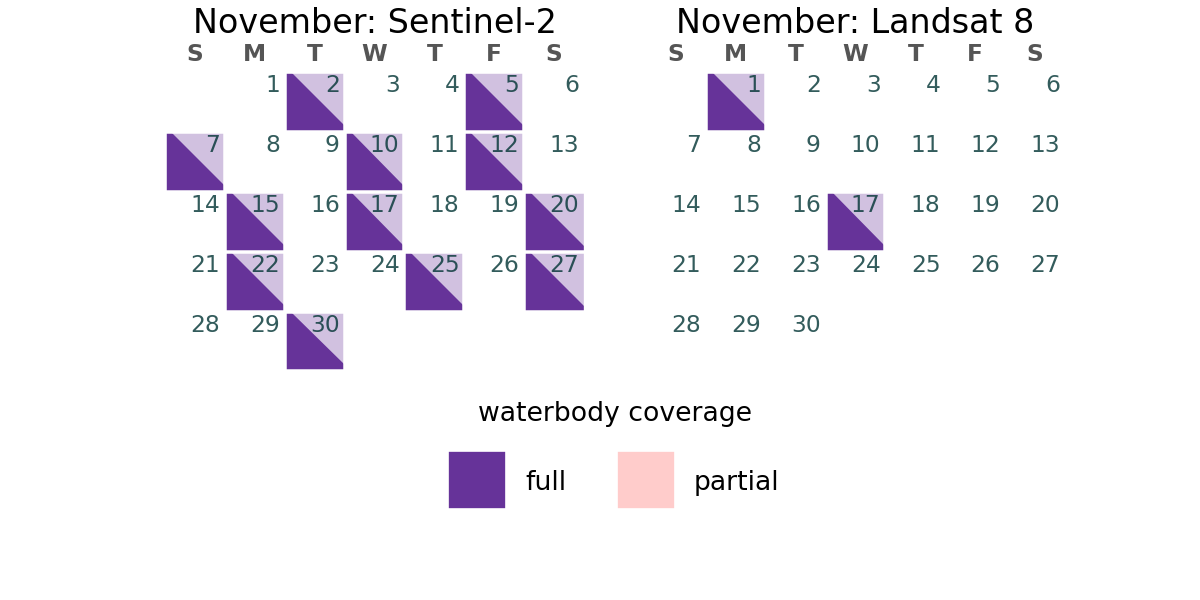 November: Sentinel-2
S M T W T F S
1 2 3 4 5 6
7 8 9 10 11 12 13
14 15 16 17 18 19 20
21 22 23 24 25 26 27
28 29 30
November: Landsat 8
S M T W T F S
1 2 3 4 5 6
7 8 9 10 11 12 13
14 15 16 17 18 19 20
21 22 23 24 25 26 27
28 29 30
waterbody coverage
full partial